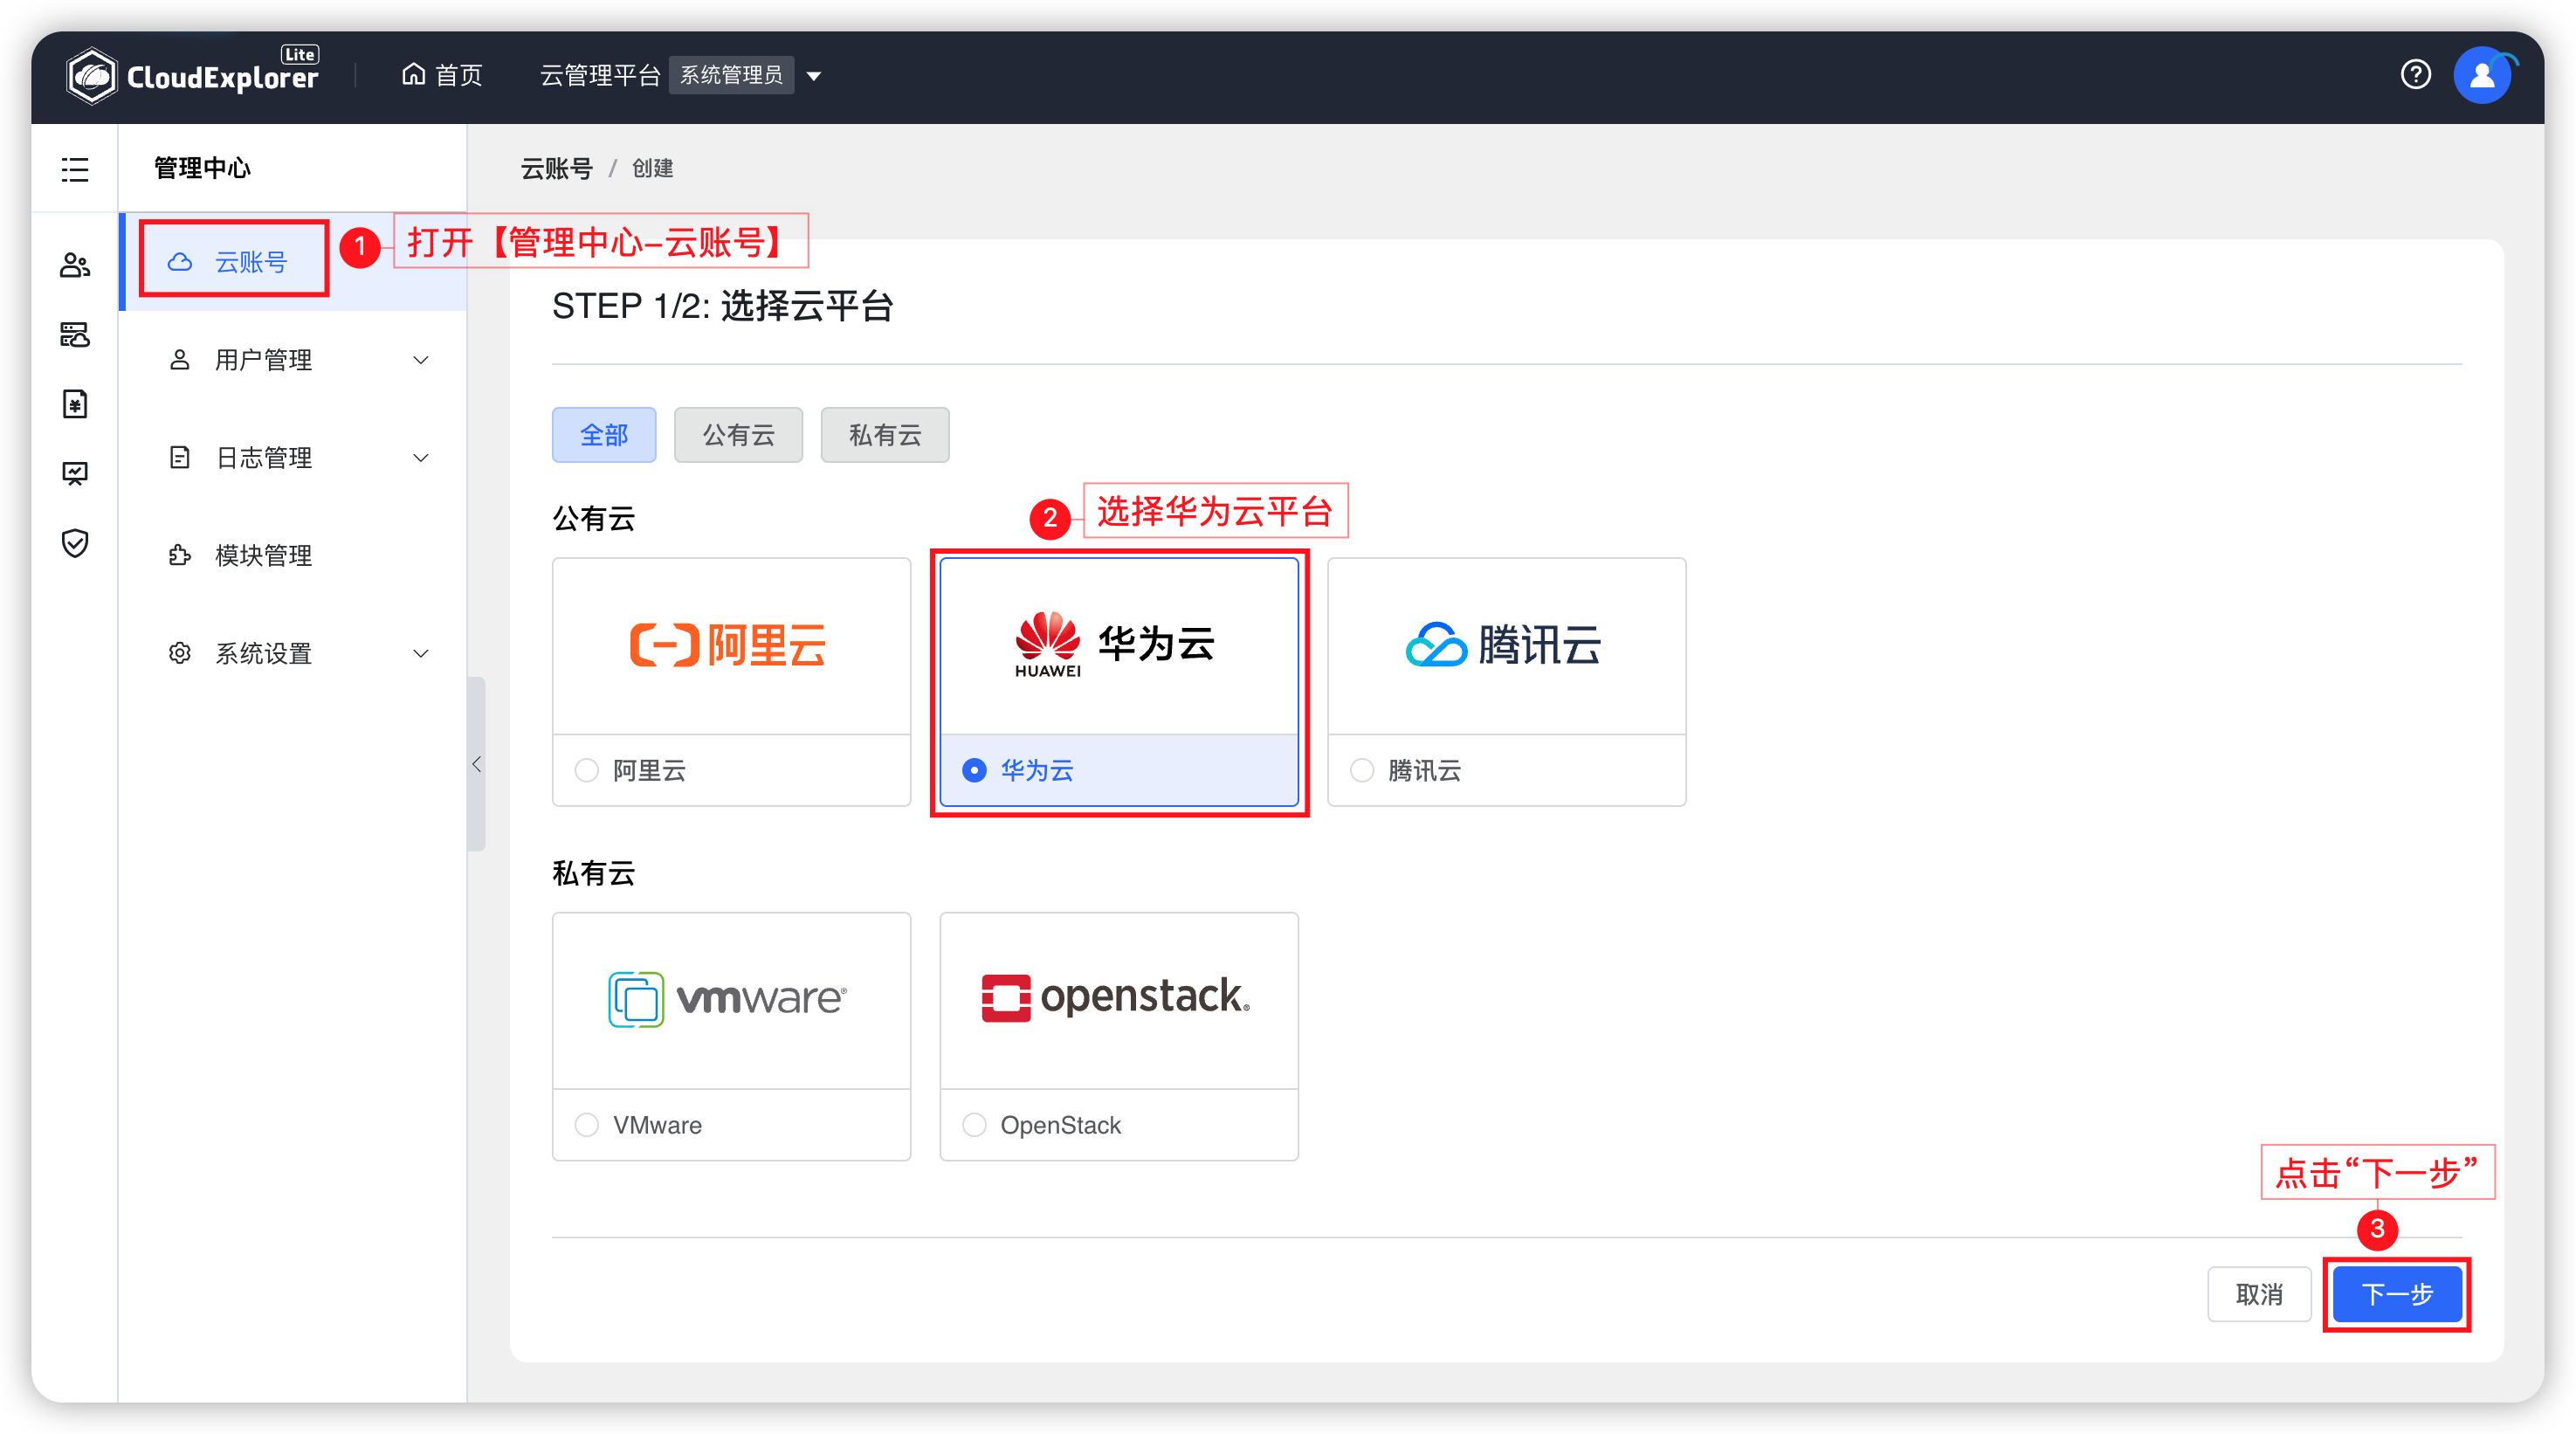 CloudExplorer Lite
首页
云管理平台 系统管理员
管理中心
云账号
用户管理
日志管理
模块管理
系统设置
云账号 / 创建
1 打开【管理中心–云账号】
STEP 1/2: 选择云平台
全部 公有云 私有云
公有云
2 选择华为云平台
阿里云
HUAWEI 华为云
腾讯云
阿里云
华为云
腾讯云
私有云
vmware®
openstack®
VMware
OpenStack
点击“下一步”
3
取消 下一步